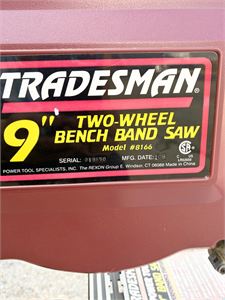 TRADESMAN®
9" TWO-WHEEL
BENCH BAND SAW
Model #8166
SERIAL: MFG. DATE:
POWER TOOL SPECIALISTS, INC. The REXON Group E. Windsor, CT 06088 Made in China